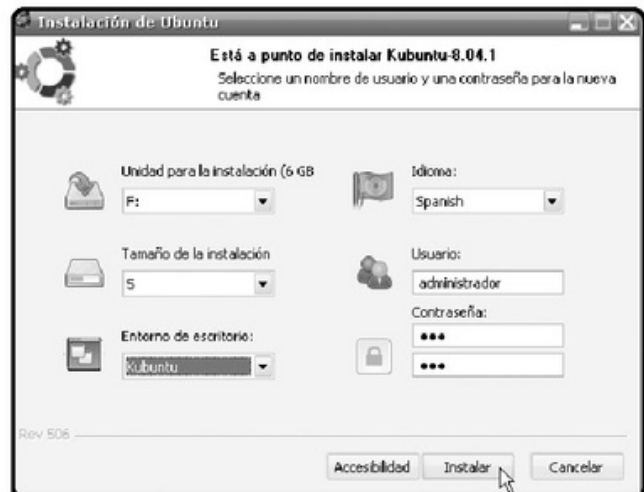 Instalación de Ubuntu
Está a punto de instalar Kubuntu-8.04.1
Seleccione un nombre de usuario y una contraseña para la nueva
cuenta
Unidad para la instalación (6 GB
F:
Idioma:
Spanish
Tamaño de la instalación
5
Usuario:
administrador
Contraseña:
•••
•••
Entorno de escritorio:
Kubuntu
Rev 506
Accesibilidad Instalar Cancelar